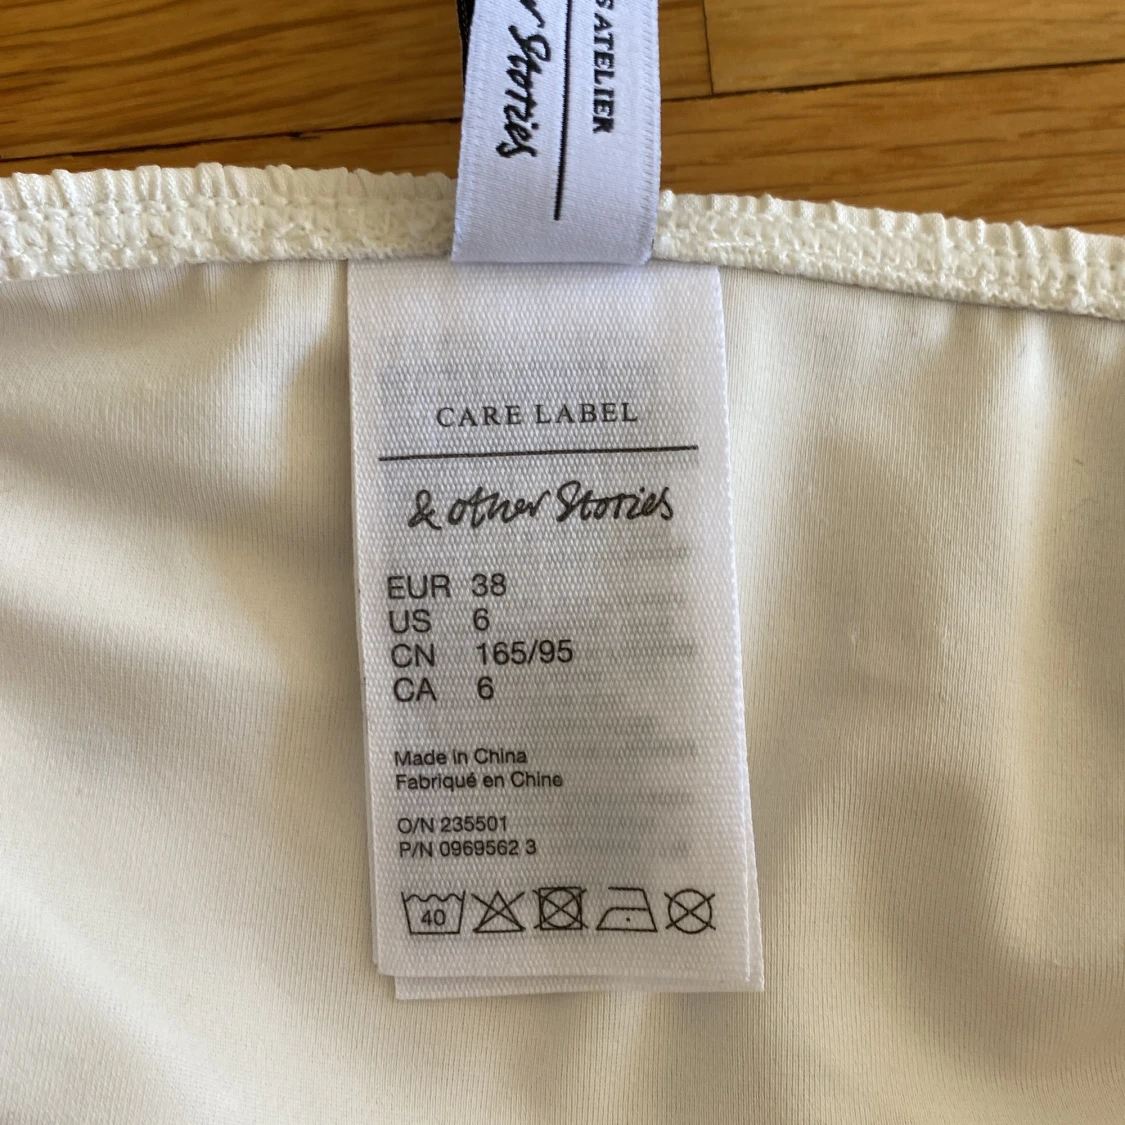 S ATELIER
Stories
CARE LABEL
& other Stories
EUR 38
US 6
CN 165/95
CA 6
Made in China
Fabriqué en Chine
O/N 235501
P/N 0969562 3
40